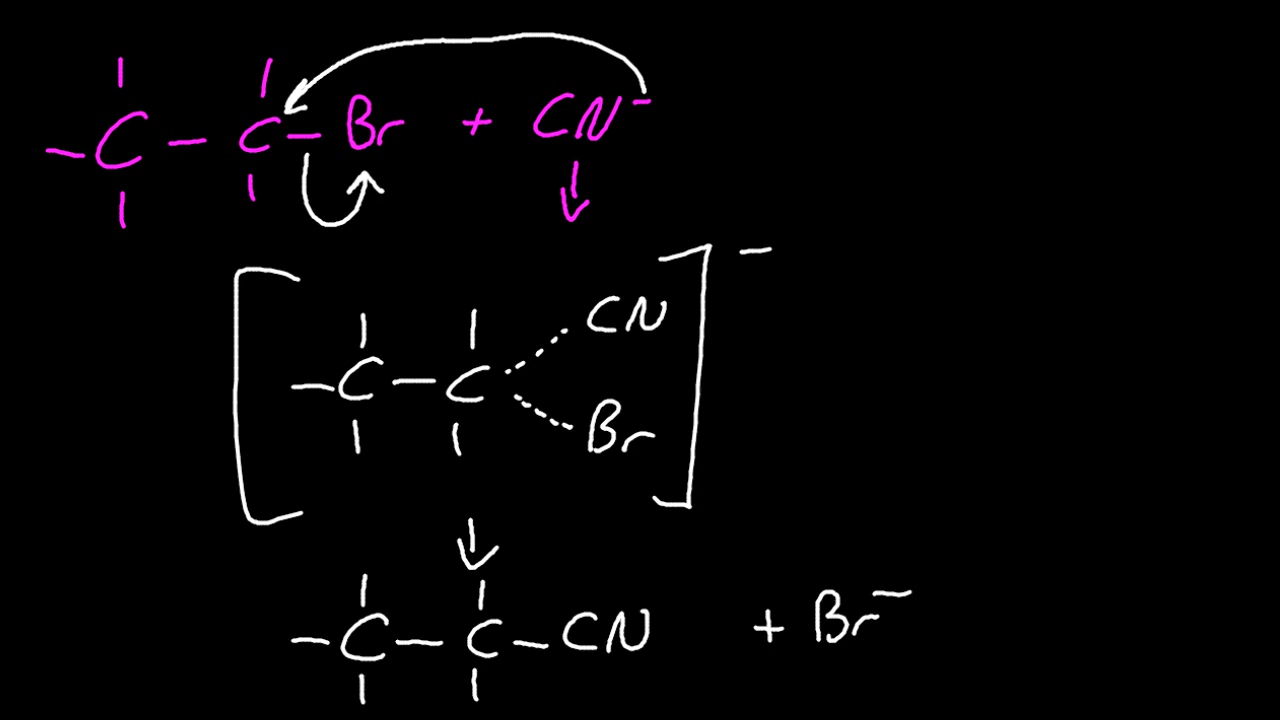 - C - C - Br + CN⁻
[ - C - C CN Br ] ⁻
- C - C - CN + Br⁻